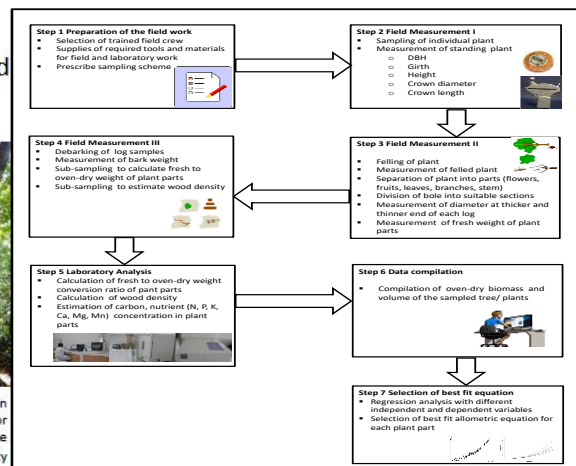 Step 1 Preparation of the field work
▪ Selection of trained field crew
▪ Supplies of required tools and materials
for field and laboratory work
▪ Prescribe sampling scheme
Step 2 Field Measurement I
▪ Sampling of individual plant
▪ Measurement of standing plant
o DBH
o Girth
o Height
o Crown diameter
o Crown length
Step 3 Field Measurement II
▪ Felling of plant
▪ Measurement of felled plant
▪ Separation of plant into parts (flowers,
fruits, leaves, branches, stem)
▪ Division of bole into suitable sections
▪ Measurement of diameter at thicker and
thinner end of each log
▪ Measurement of fresh weight of plant
parts
Step 4 Field Measurement III
▪ Debarking of log samples
▪ Measurement of bark weight
▪ Sub-sampling to calculate fresh to
oven-dry weight of plant parts
▪ Sub-sampling to estimate wood density
Step 5 Laboratory Analysis
▪ Calculation of fresh to oven-dry weight
conversion ratio of pant parts
▪ Calculation of wood density
▪ Estimation of carbon, nutrient (N, P, K,
Ca, Mg, Mn) concentration in plant
parts
Step 6 Data compilation
▪ Compilation of oven-dry biomass and
volume of the sampled tree/ plants
Step 7 Selection of best fit equation
▪ Regression analysis with different
independent and dependent variables
▪ Selection of best fit allometric equation for
each plant part